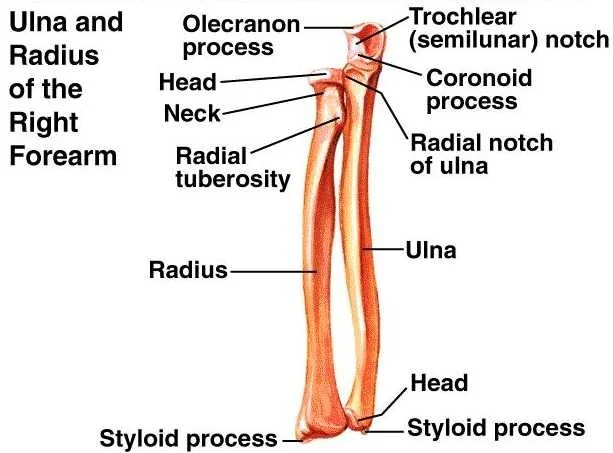 Ulna and
Radius
of the
Right
Forearm
Olecranon
process
Trochlear
(semilunar) notch
Head
Coronoid
process
Neck
Radial
tuberosity
Radial notch
of ulna
Radius
Ulna
Head
Styloid process
Styloid process